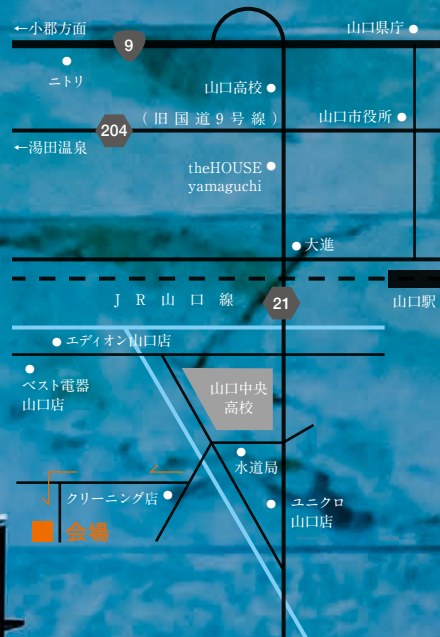 ←小郡方面
山口県庁
9
ニトリ
山口高校
(旧国道9号線)
山口市役所
204
←湯田温泉
theHOUSE
yamaguchi
大進
JR山口線
21
山口駅
エディオン山口店
ベスト電器
山口店
山口中央
高校
水道局
クリーニング店
ユニクロ
山口店
会場